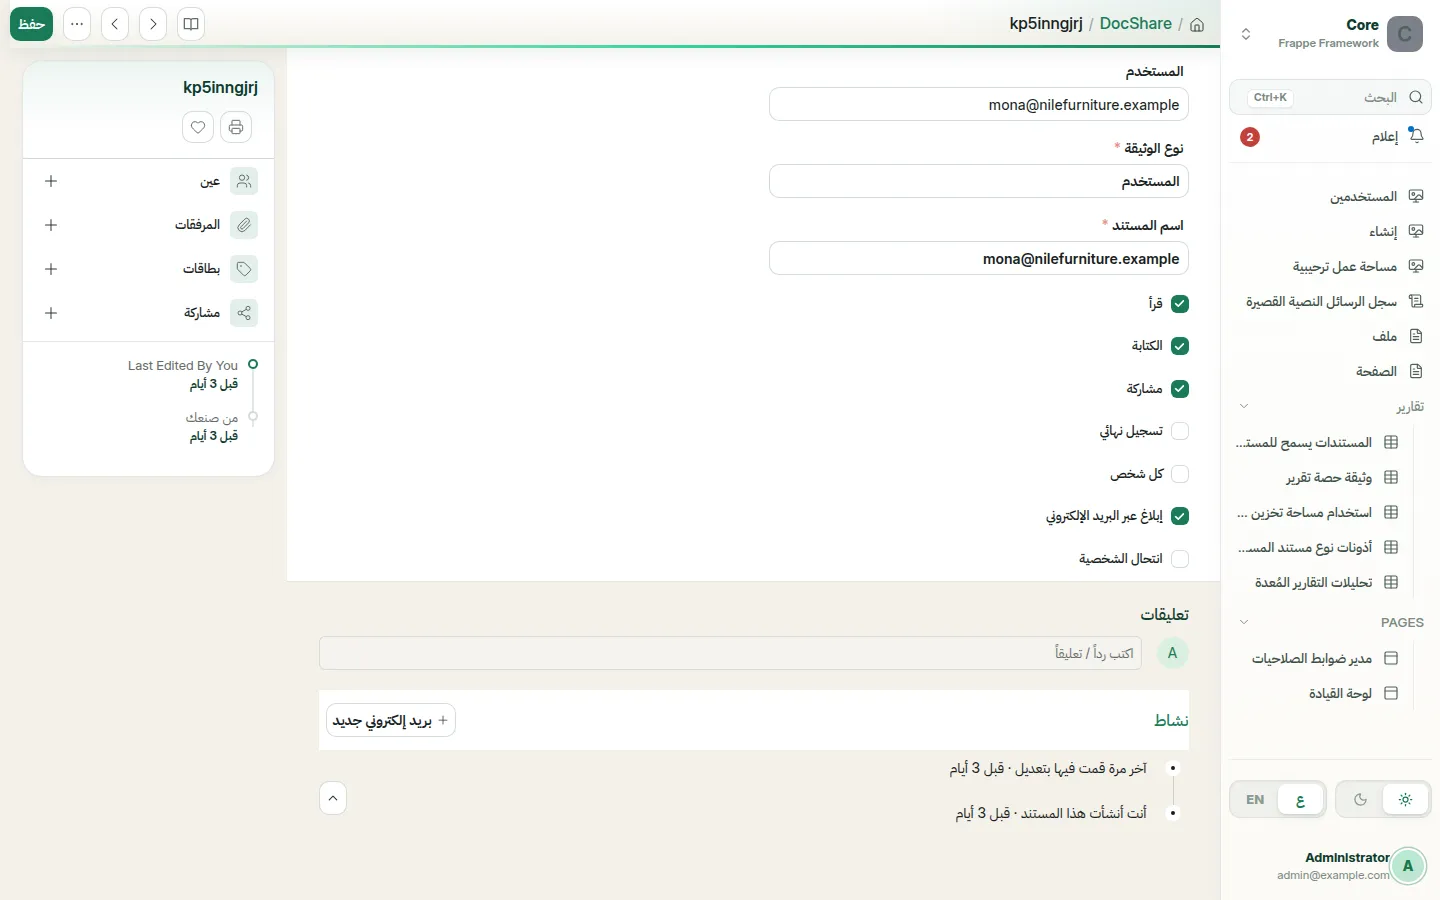 Core
Frappe Framework
C
البحث
Ctrl+K
إعلام
2
المستخدمين
إنشاء
مساحة عمل ترحيبية
سجل الرسائل النصية القصيرة
ملف
الصفحة
تقارير
المستندات يسمح للمستـ...
وثيقة حصة تقرير
استخدام مساحة تخزين ...
أذونات نوع مستند المسـ...
تحليلات التقارير المُعدة
PAGES
مدير ضوابط الصلاحيات
لوحة القيادة
ع
EN
Administrator
admin@example.com
A
/ DocShare / kp5inngjrj
حفظ
المستخدم
mona@nilefurniture.example
نوع الوثيقة *
المستخدم
اسم المستند *
mona@nilefurniture.example
قرأ
الكتابة
مشاركة
تسجيل نهائي
كل شخص
إبلاغ عبر البريد الإلكتروني
انتحال الشخصية
تعليقات
A
اكتب رداً / تعليقاً
نشاط
+ بريد إلكتروني جديد
آخر مرة قمت فيها بتعديل · قبل 3 أيام
أنت أنشأت هذا المستند · قبل 3 أيام
kp5inngjrj
عين
المرفقات
بطاقات
مشاركة
Last Edited By You
قبل 3 أيام
من صنعك
قبل 3 أيام